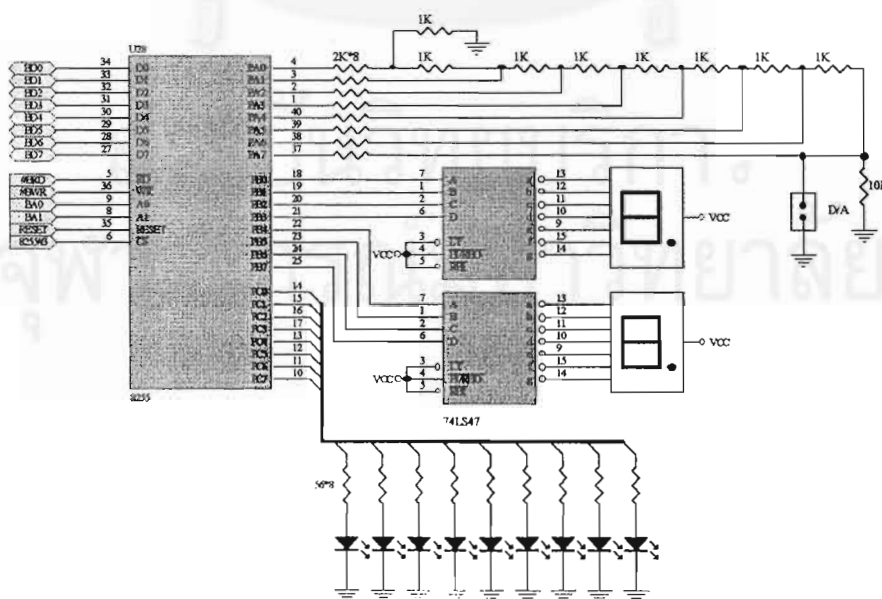 1K
1K 1K 1K 1K 1K 1K 1K
2K*8
U28
BD0 34 D0 PA0 4
BD1 33 D1 PA1 3
BD2 32 D2 PA2 2
BD3 31 D3 PA3 1
BD4 30 D4 PA4 40
BD5 29 D5 PA5 39
BD6 28 D6 PA6 38
BD7 27 D7 PA7 37
5 RD PB0 18
36 WR PB1 19
BA0 9 A0 PB2 20
BA1 8 A1 PB3 21
RESET 35 RESET PB4 22
6 CS PB5 23
PB6 24
PB7 25
PC0 14
PC1 15
PC2 16
PC3 17
PC4 13
PC5 12
PC6 11
PC7 10
8255
7 A a 13
1 B b 12
2 C c 11
6 D d 10
e 9
3 LT f 15
VCC 4 g 14
5
VCC
D/A
7 A a 13
1 B b 12
2 C c 11
6 D d 10
e 9
3 LT f 15
VCC 4 g 14
5
VCC
74LS47
56*8